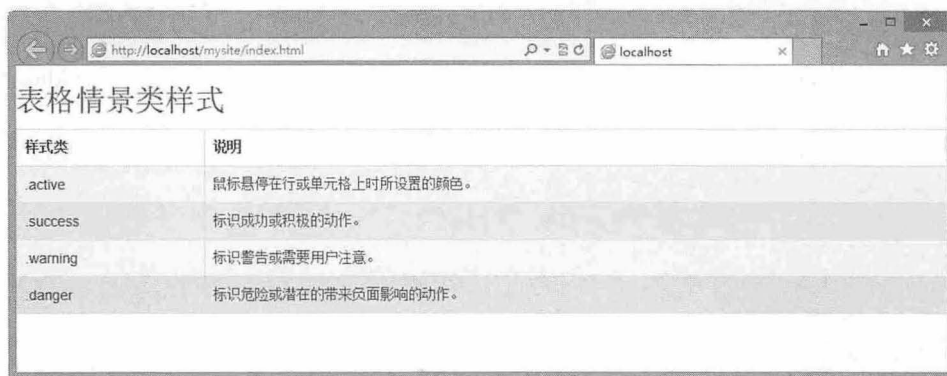 http://localhost/mysite/index.html
localhost
表格情景类样式
样式类 说明
.active 鼠标悬停在行或单元格上时所设置的颜色。
.success 标识成功或积极的动作。
.warning 标识警告或需要用户注意。
.danger 标识危险或潜在的带来负面影响的动作。